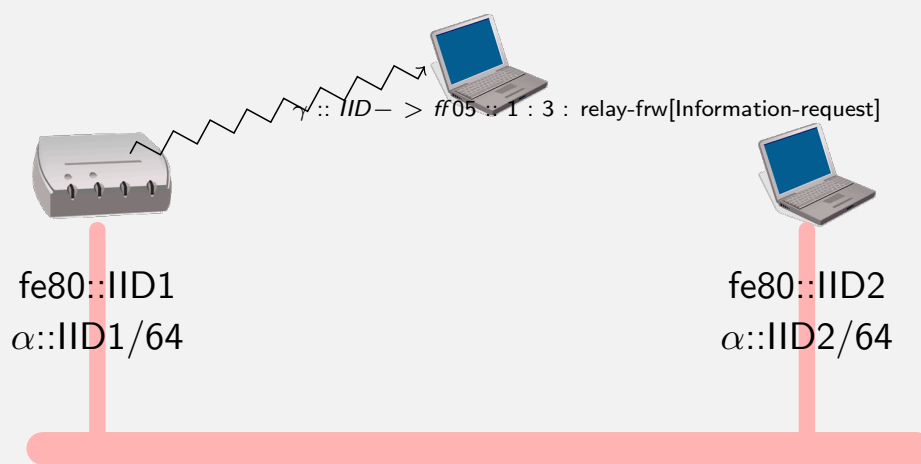 γ :: IID− > ff05 :: 1 : 3 : relay-frw[Information-request]
fe80::IID1
α::IID1/64
fe80::IID2
α::IID2/64